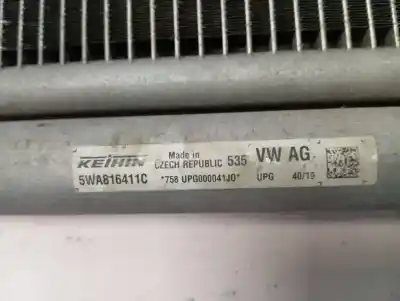 KEIHIN Made in CZECH REPUBLIC 535 VW AG
5WA816411C *758 UPG000041J0* UPG 40/19